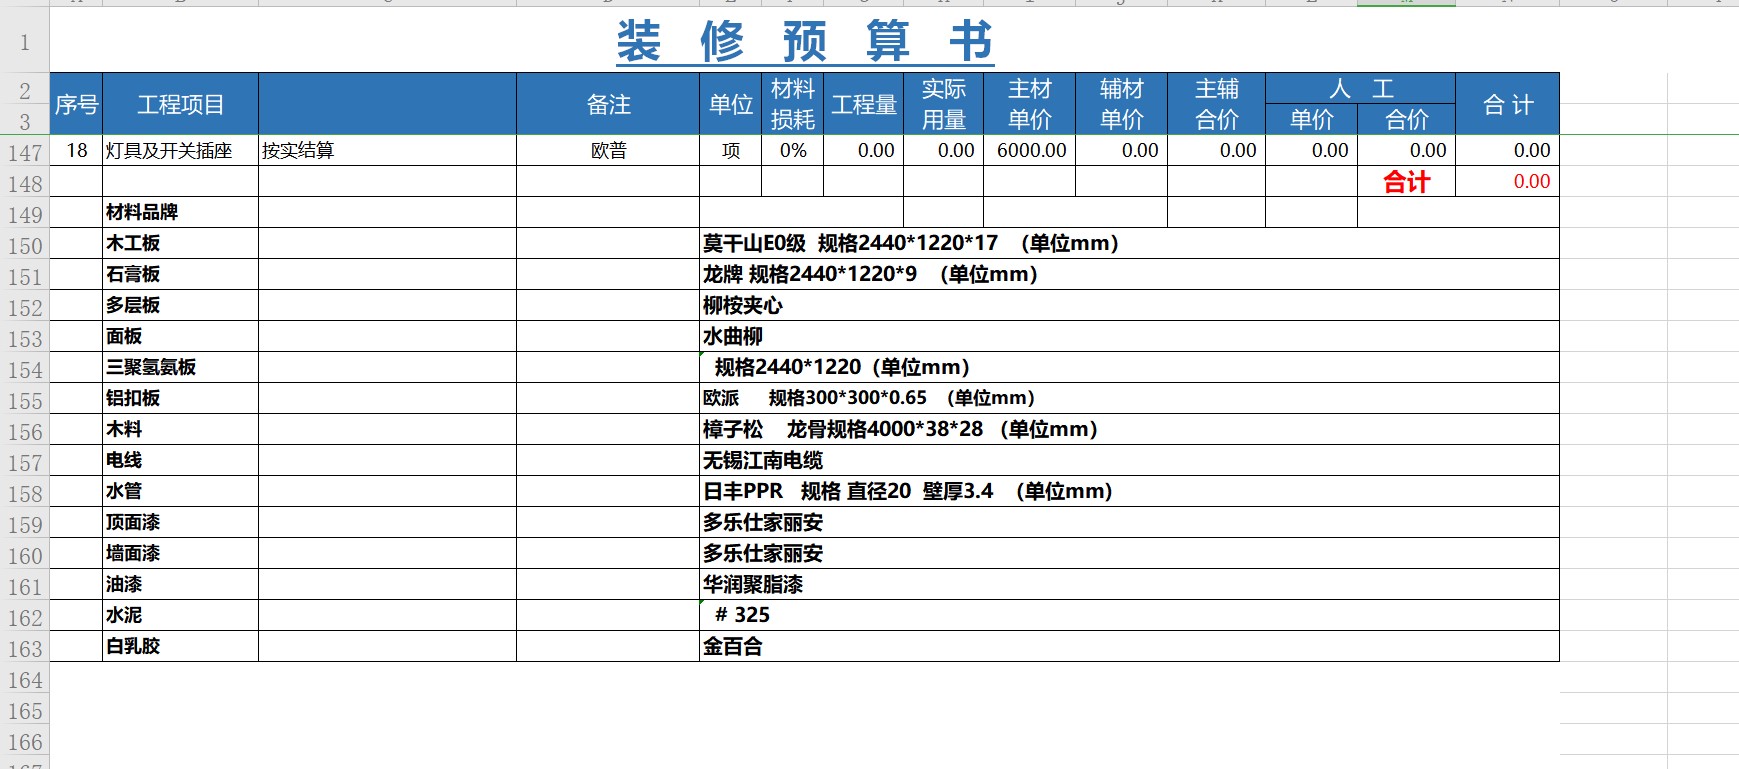 装 修 预 算 书
序号 工程项目 备注 单位 材料损耗 工程量 实际用量 主材单价 辅材单价 主辅合价 人 工 单价 合价 合 计
147 18 灯具及开关插座 按实结算 欧普 项 0% 0.00 0.00 6000.00 0.00 0.00 0.00 0.00 0.00
148 合计 0.00
149 材料品牌
150 木工板 莫干山E0级 规格2440*1220*17 （单位mm）
151 石膏板 龙牌 规格2440*1220*9 （单位mm）
152 多层板 柳桉夹心
153 面板 水曲柳
154 三聚氢氨板 规格2440*1220（单位mm）
155 铝扣板 欧派 规格300*300*0.65 （单位mm）
156 木料 樟子松 龙骨规格4000*38*28 （单位mm）
157 电线 无锡江南电缆
158 水管 日丰PPR 规格 直径20 壁厚3.4 （单位mm)
159 顶面漆 多乐仕家丽安
160 墙面漆 多乐仕家丽安
161 油漆 华润聚脂漆
162 水泥 # 325
163 白乳胶 金百合
164
165
166